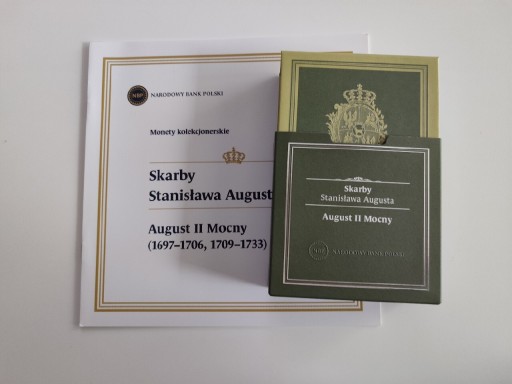 NBP NARODOWY BANK POLSKI
Monety kolekcjonerskie
Skarby
Stanisława Augusta
August II Mocny
(1697–1706, 1709–1733)
Skarby
Stanisława Augusta
August II Mocny
NBP NARODOWY BANK POLSKI